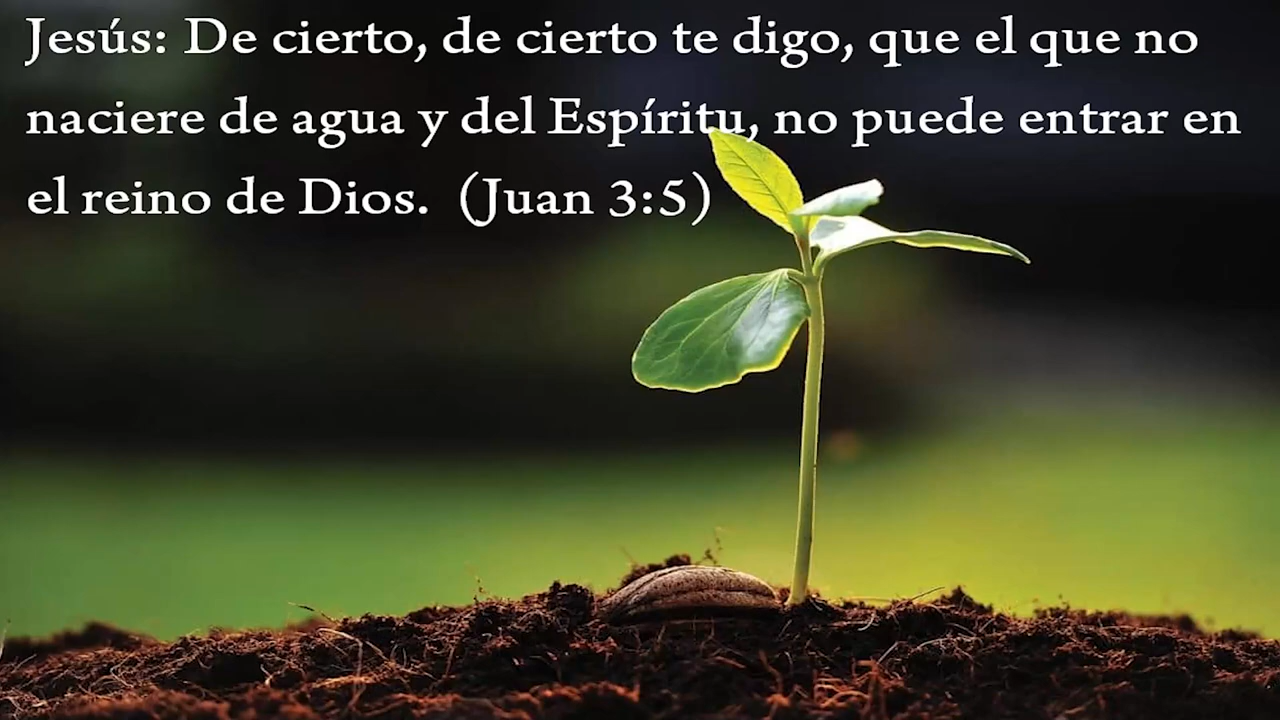 Jesús: De cierto, de cierto te digo, que el que no
naciere de agua y del Espíritu, no puede entrar en
el reino de Dios.  (Juan 3:5)